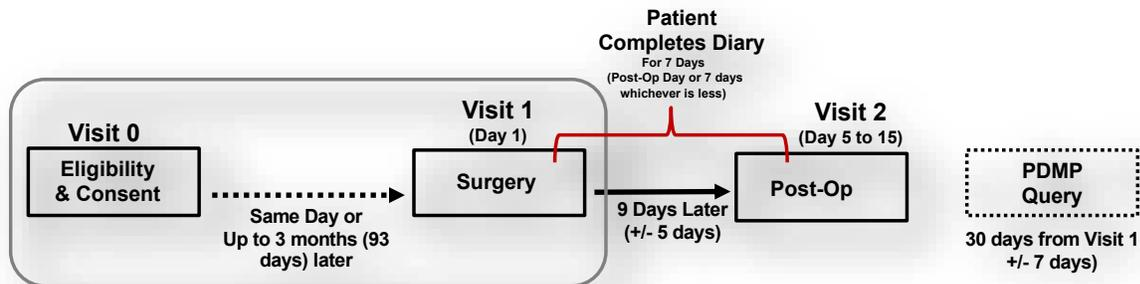 Patient
Completes Diary
For 7 Days
(Post-Op Day or 7 days
whichever is less)
Visit 0
Eligibility
& Consent
Same Day or
Up to 3 months (93
days) later
Visit 1
(Day 1)
Surgery
9 Days Later
(+/- 5 days)
Visit 2
(Day 5 to 15)
Post-Op
PDMP
Query
30 days from Visit 1
+/- 7 days)